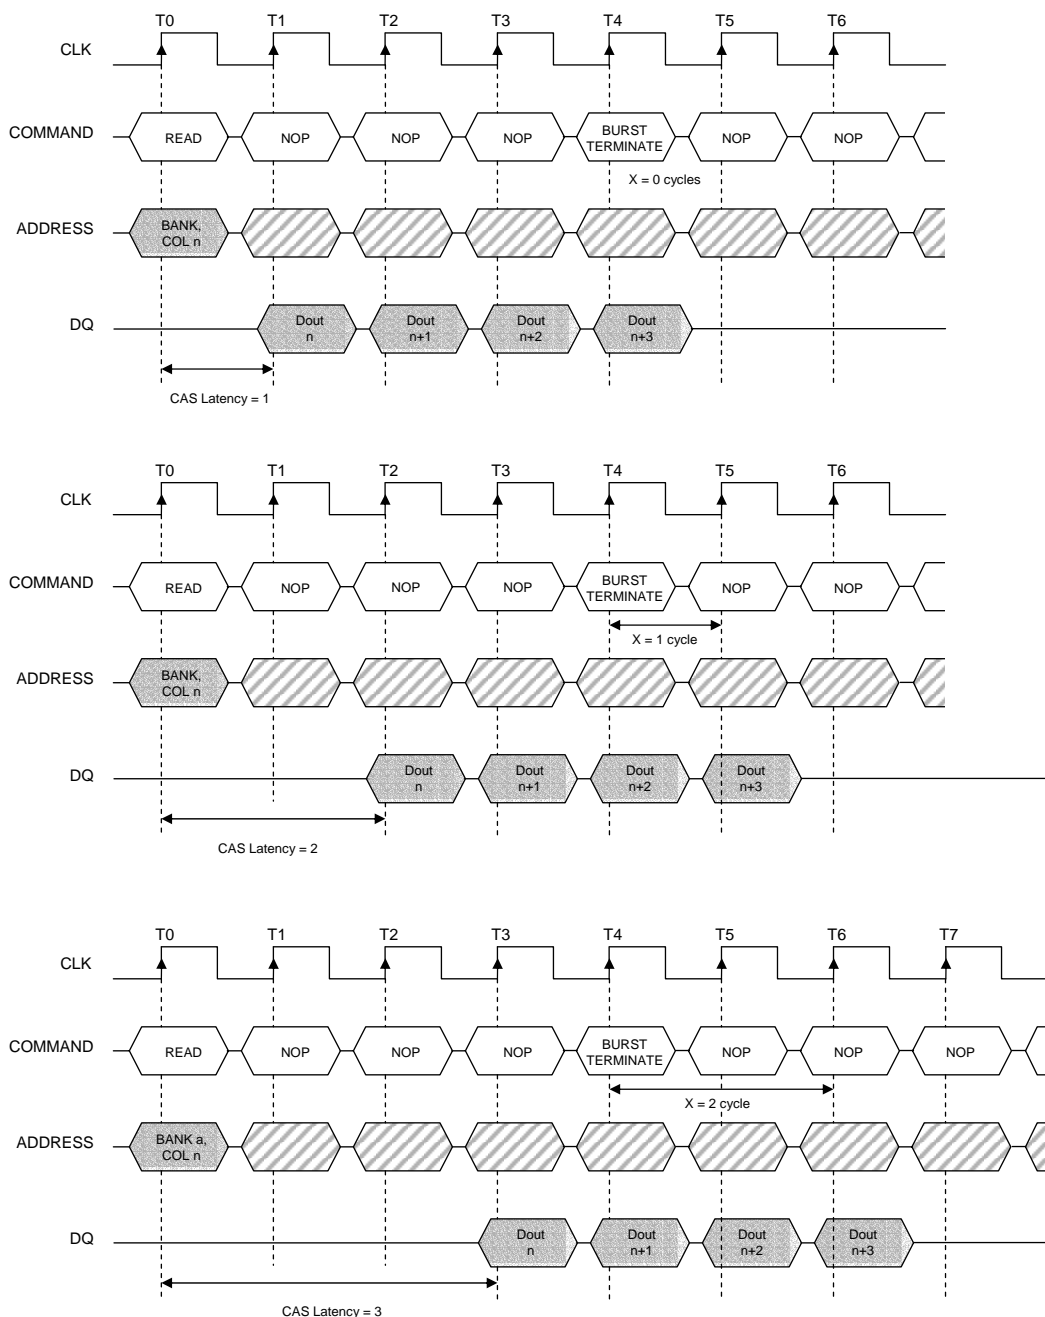 T0 T1 T2 T3 T4 T5 T6
CLK
COMMAND READ NOP NOP NOP BURST TERMINATE NOP NOP
X = 0 cycles
ADDRESS BANK, COL n
DQ Dout n Dout n+1 Dout n+2 Dout n+3
CAS Latency = 1
T0 T1 T2 T3 T4 T5 T6
CLK
COMMAND READ NOP NOP NOP BURST TERMINATE NOP NOP
X = 1 cycle
ADDRESS BANK, COL n
DQ Dout n Dout n+1 Dout n+2 Dout n+3
CAS Latency = 2
T0 T1 T2 T3 T4 T5 T6 T7
CLK
COMMAND READ NOP NOP NOP BURST TERMINATE NOP NOP NOP
X = 2 cycle
ADDRESS BANK a, COL n
DQ Dout n Dout n+1 Dout n+2 Dout n+3
CAS Latency = 3